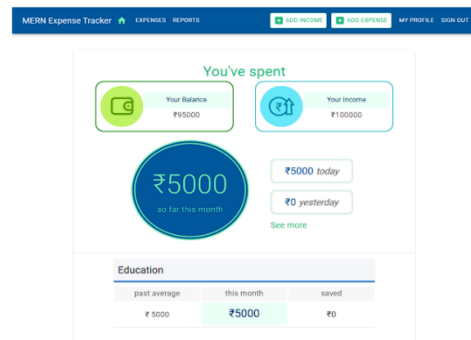 MERN Expense Tracker EXPENSES REPORTS + ADD INCOME + ADD EXPENSE MY PROFILE SIGN OUT
You've spent
Your Balance
₹95000
₹
Your Income
₹100000
₹5000
so far this month
₹5000 today
₹0 yesterday
See more
Education
past average this month saved
₹ 5000 ₹5000 ₹0